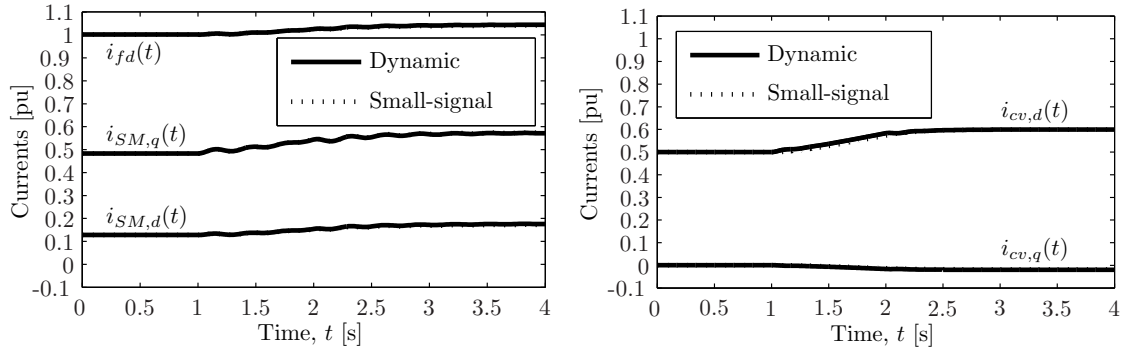 1.1
1
0.9
0.8
0.7
0.6
0.5
0.4
0.3
0.2
0.1
0
-0.1
Currents [pu]
i_{fd}(t)
i_{SM,q}(t)
i_{SM,d}(t)
Dynamic
Small-signal
0 0.5 1 1.5 2 2.5 3 3.5 4
Time, t [s]
1.1
1
0.9
0.8
0.7
0.6
0.5
0.4
0.3
0.2
0.1
0
-0.1
Currents [pu]
Dynamic
Small-signal
i_{cv,d}(t)
i_{cv,q}(t)
0 0.5 1 1.5 2 2.5 3 3.5 4
Time, t [s]